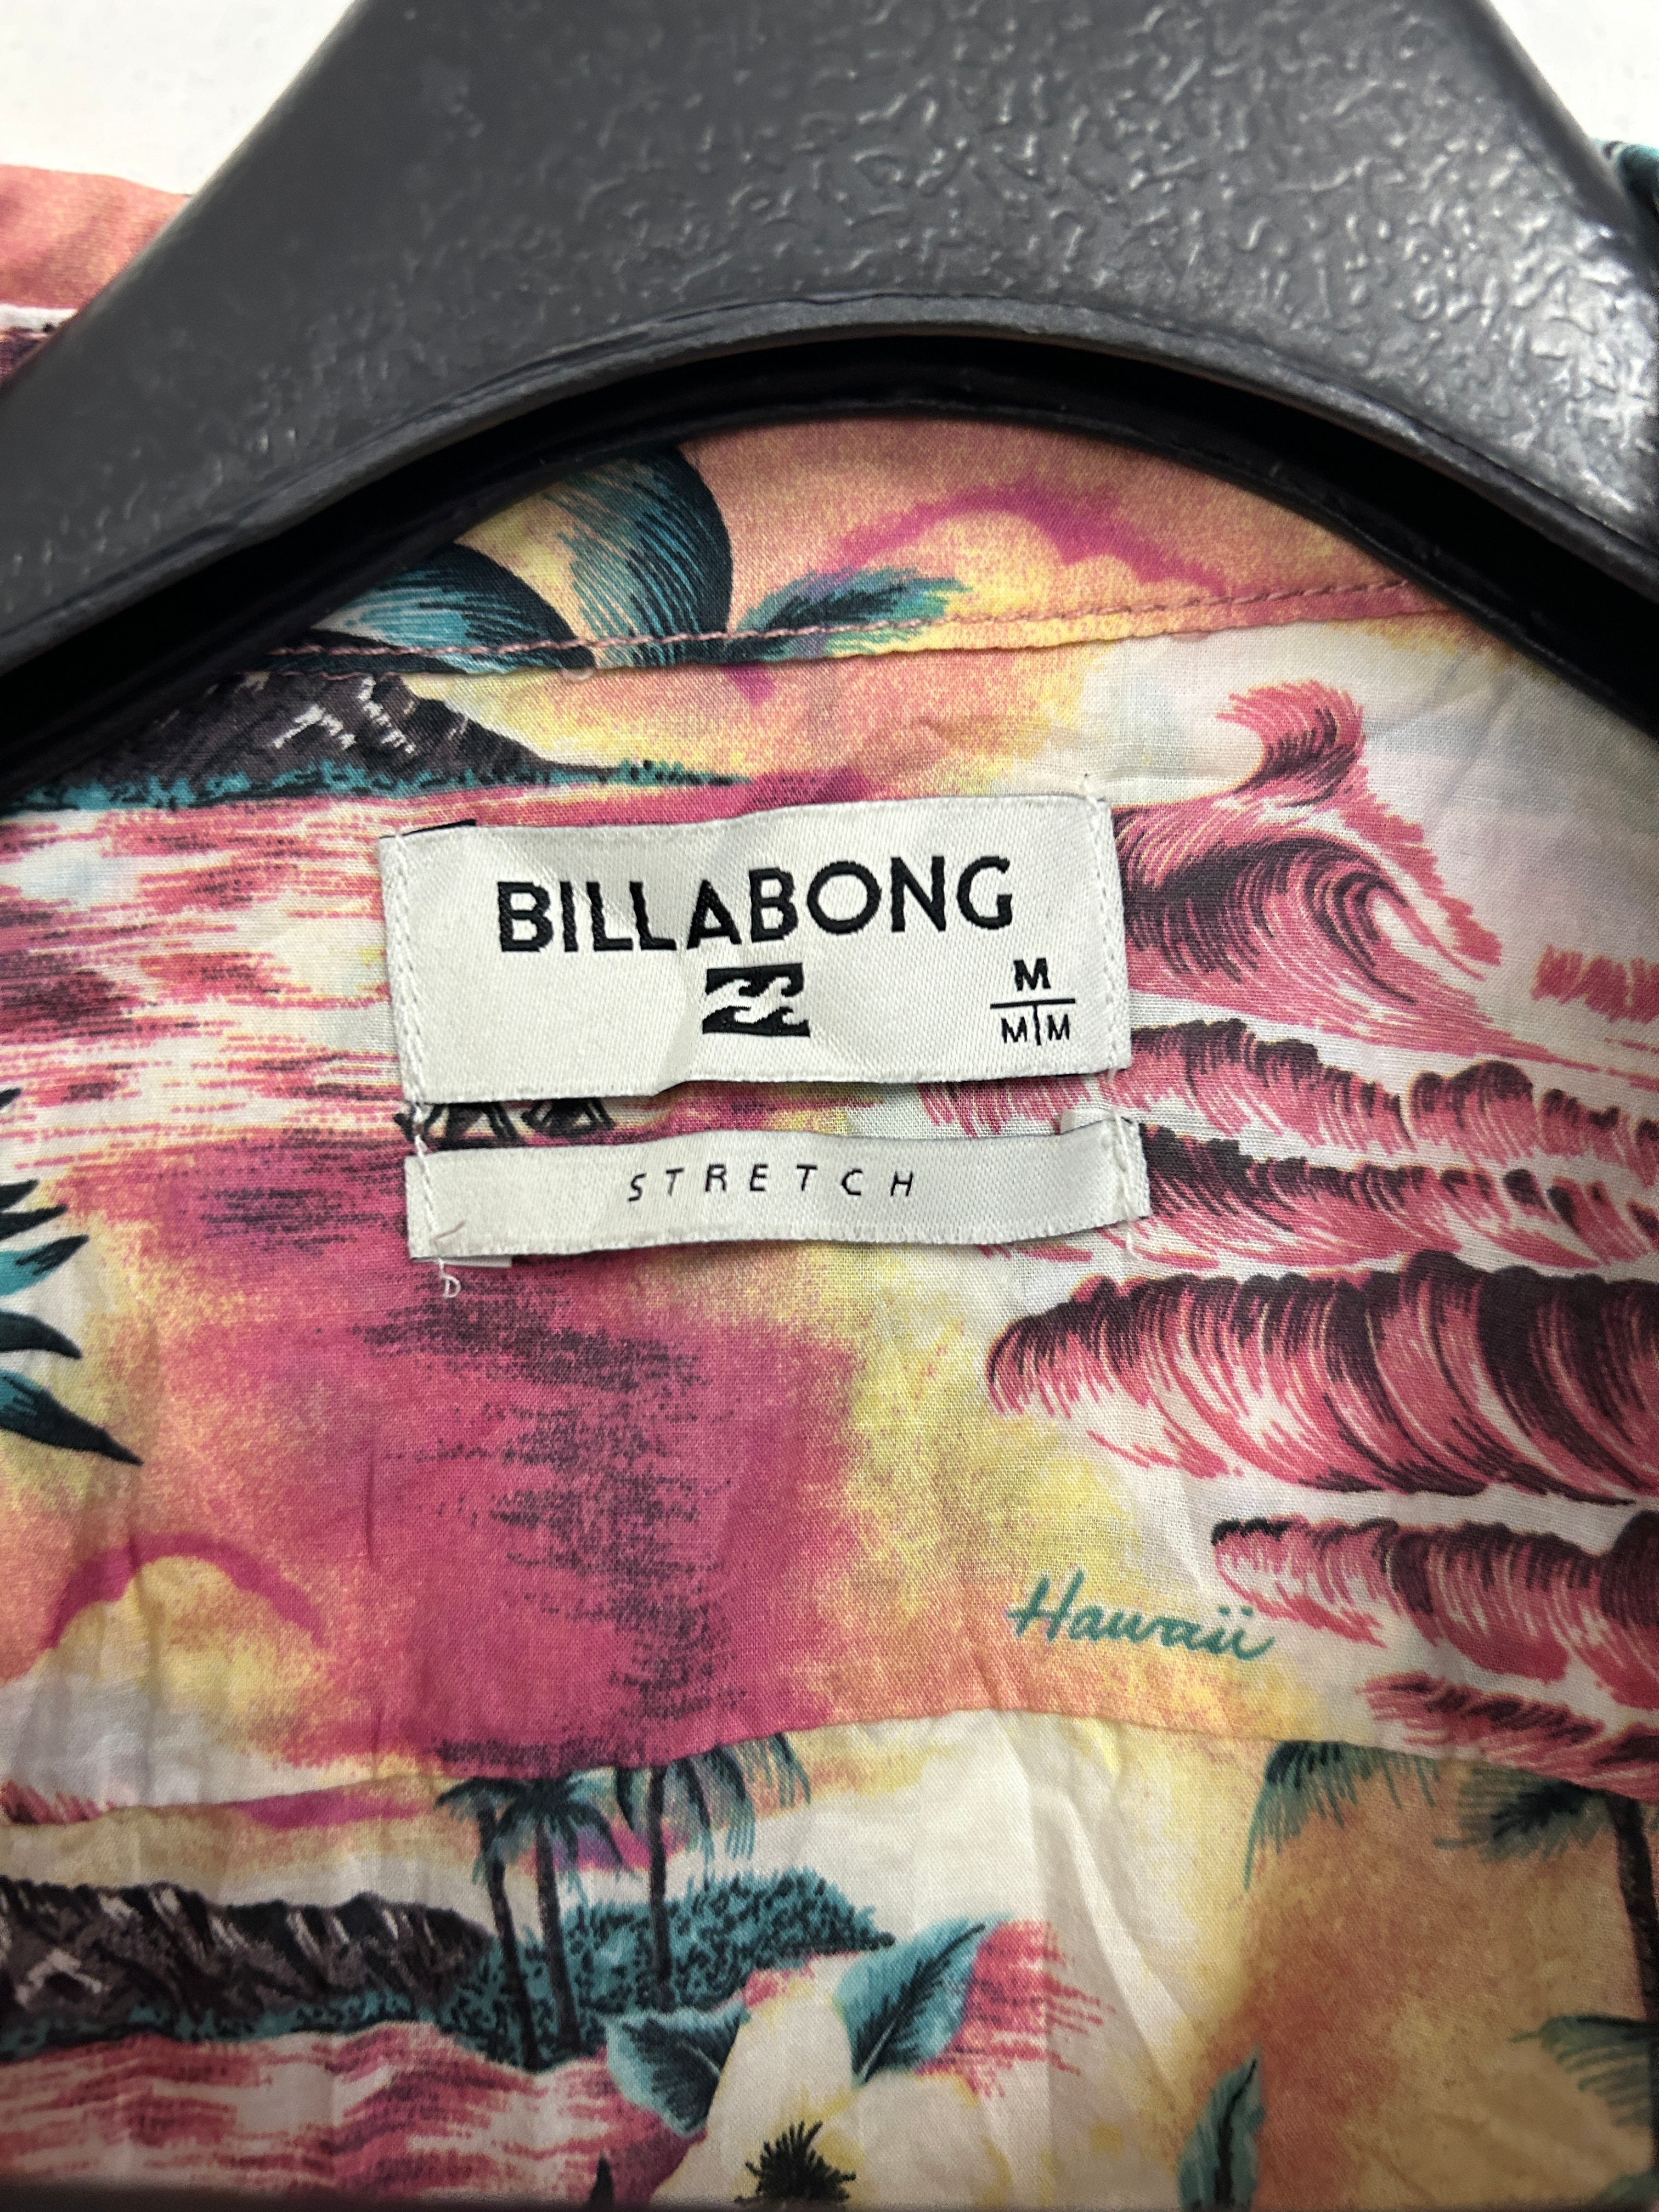 BILLABONG
M
M|M
STRETCH
Hawaii